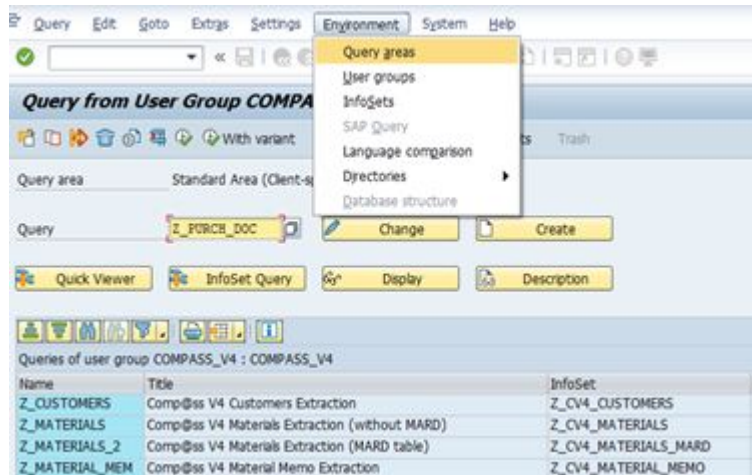 Query Edit Goto Extras Settings Environment System Help
Query areas
User groups
InfoSets
SAP Query
Language comparison
Directories
Database structure
Query from User Group COMPA
With variant
Trash
Query area Standard Area (Client-s
Query Z_PURCH_DOC Change Create
Quick Viewer InfoSet Query Display Description
Queries of user group COMPASS_V4 : COMPASS_V4
Name Title InfoSet
Z_CUSTOMERS Comp@ss V4 Customers Extraction Z_CV4_CUSTOMERS
Z_MATERIALS Comp@ss V4 Materials Extraction (without MARD) Z_CV4_MATERIALS
Z_MATERIALS_2 Comp@ss V4 Materials Extraction (MARD table) Z_CV4_MATERIALS_MARD
Z_MATERIAL_MEM Comp@ss V4 Material Memo Extraction Z_CV4_MATERIAL_MEMO